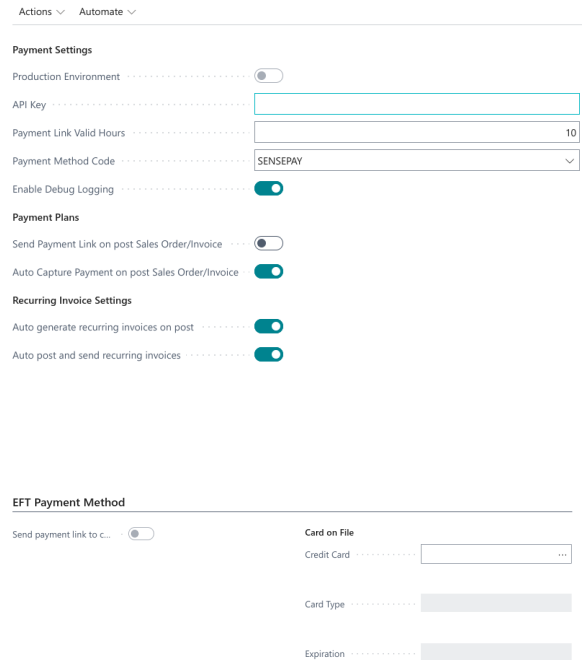 Actions Automate
Payment Settings
Production Environment
API Key
Payment Link Valid Hours 10
Payment Method Code SENSEPAY
Enable Debug Logging
Payment Plans
Send Payment Link on post Sales Order/Invoice
Auto Capture Payment on post Sales Order/Invoice
Recurring Invoice Settings
Auto generate recurring invoices on post
Auto post and send recurring invoices
EFT Payment Method
Send payment link to c...
Card on File
Credit Card ...
Card Type
Expiration